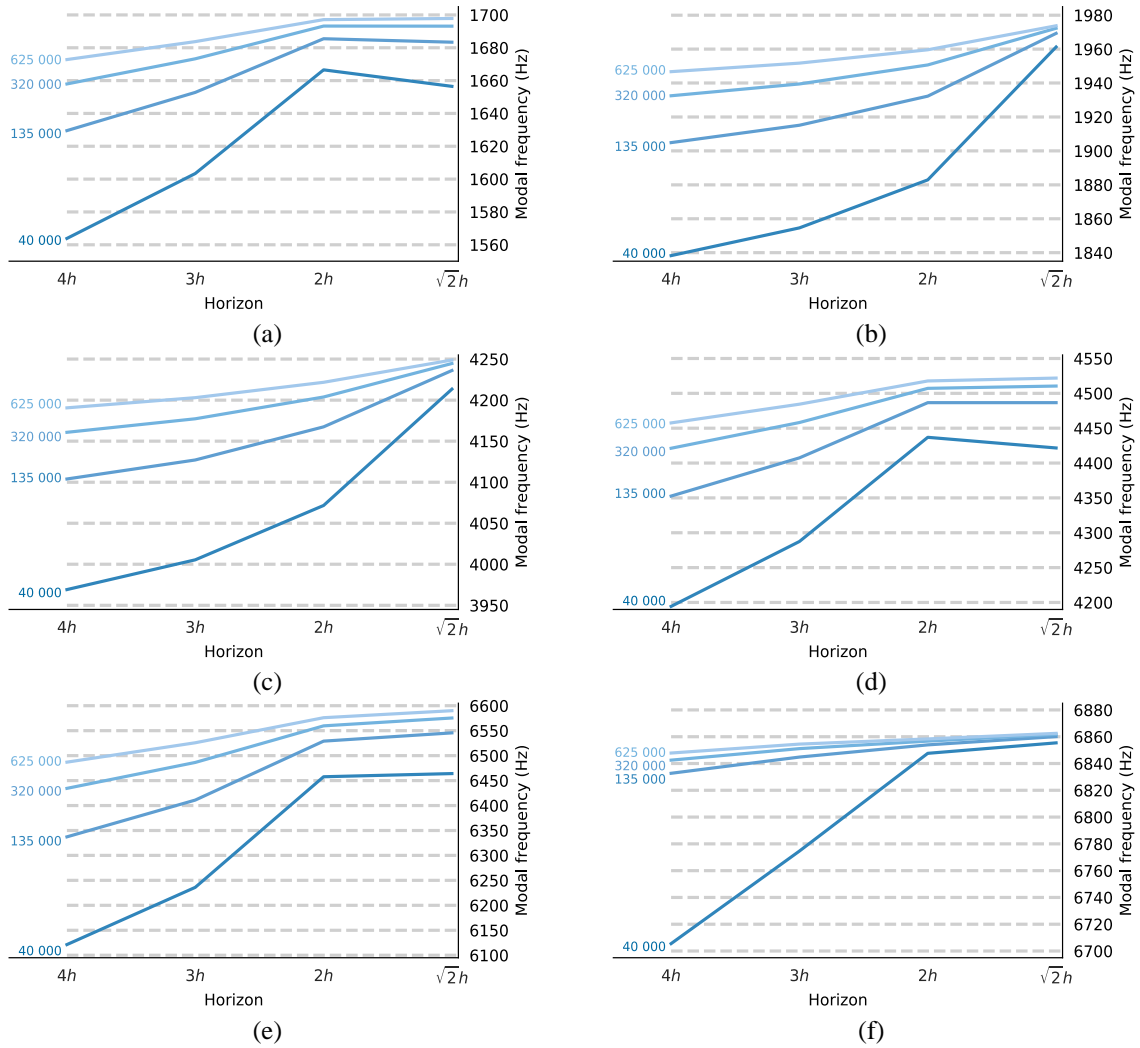 1700
1680
1660
1640
1620
1600
1580
1560
Modal frequency (Hz)
625 000
320 000
135 000
40 000
4h
3h
2h
√2h
Horizon
(a)
1980
1960
1940
1920
1900
1880
1860
1840
Modal frequency (Hz)
625 000
320 000
135 000
40 000
4h
3h
2h
√2h
Horizon
(b)
4250
4200
4150
4100
4050
4000
3950
Modal frequency (Hz)
625 000
320 000
135 000
40 000
4h
3h
2h
√2h
Horizon
(c)
4550
4500
4450
4400
4350
4300
4250
4200
Modal frequency (Hz)
625 000
320 000
135 000
40 000
4h
3h
2h
√2h
Horizon
(d)
6600
6550
6500
6450
6400
6350
6300
6250
6200
6150
6100
Modal frequency (Hz)
625 000
320 000
135 000
40 000
4h
3h
2h
√2h
Horizon
(e)
6880
6860
6840
6820
6800
6780
6760
6740
6720
6700
Modal frequency (Hz)
625 000
320 000
135 000
40 000
4h
3h
2h
√2h
Horizon
(f)